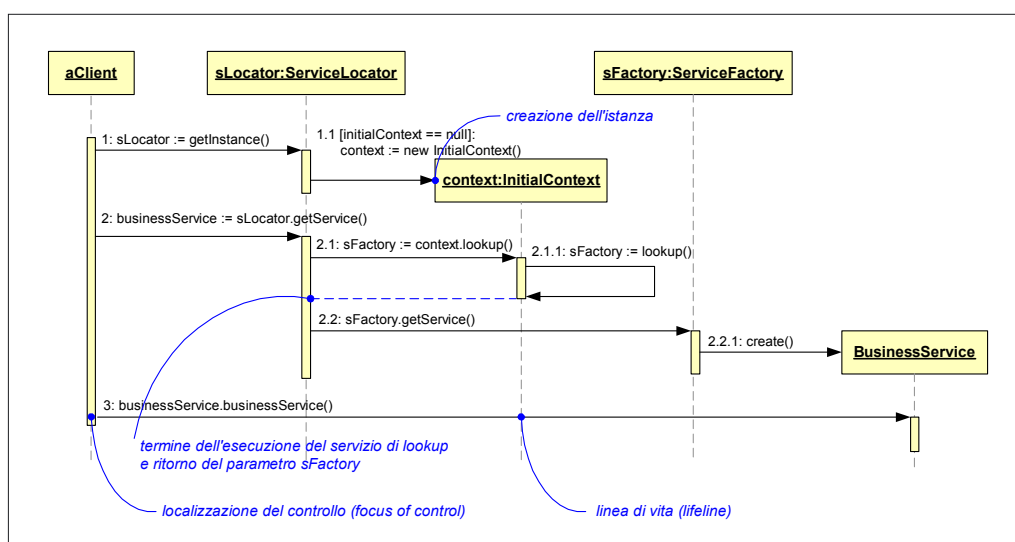 aClient
sLocator:ServiceLocator
sFactory:ServiceFactory
creazione dell'istanza
1: sLocator := getInstance()
1.1 [initialContext == null]:
context := new InitialContext()
context:InitialContext
2: businessService := sLocator.getService()
2.1: sFactory := context.lookup()
2.1.1: sFactory := lookup()
2.2: sFactory.getService()
2.2.1: create()
BusinessService
3: businessService.businessService()
termine dell'esecuzione del servizio di lookup
e ritorno del parametro sFactory
localizzazione del controllo (focus of control)
linea di vita (lifeline)